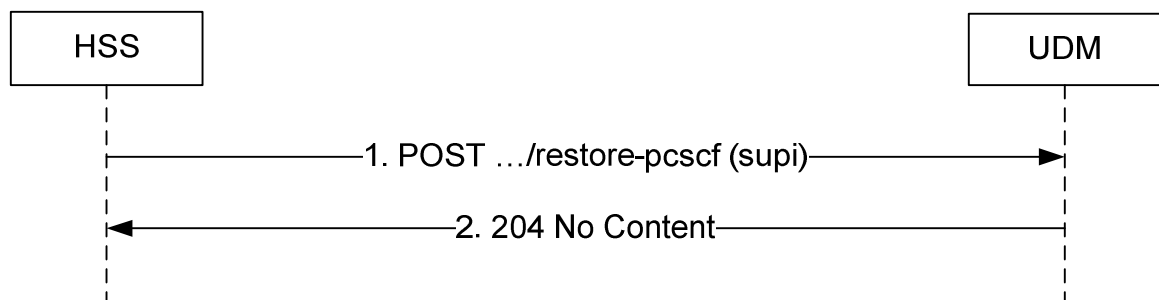 HSS
UDM
1. POST …/restore-pcscf (supi)
2. 204 No Content